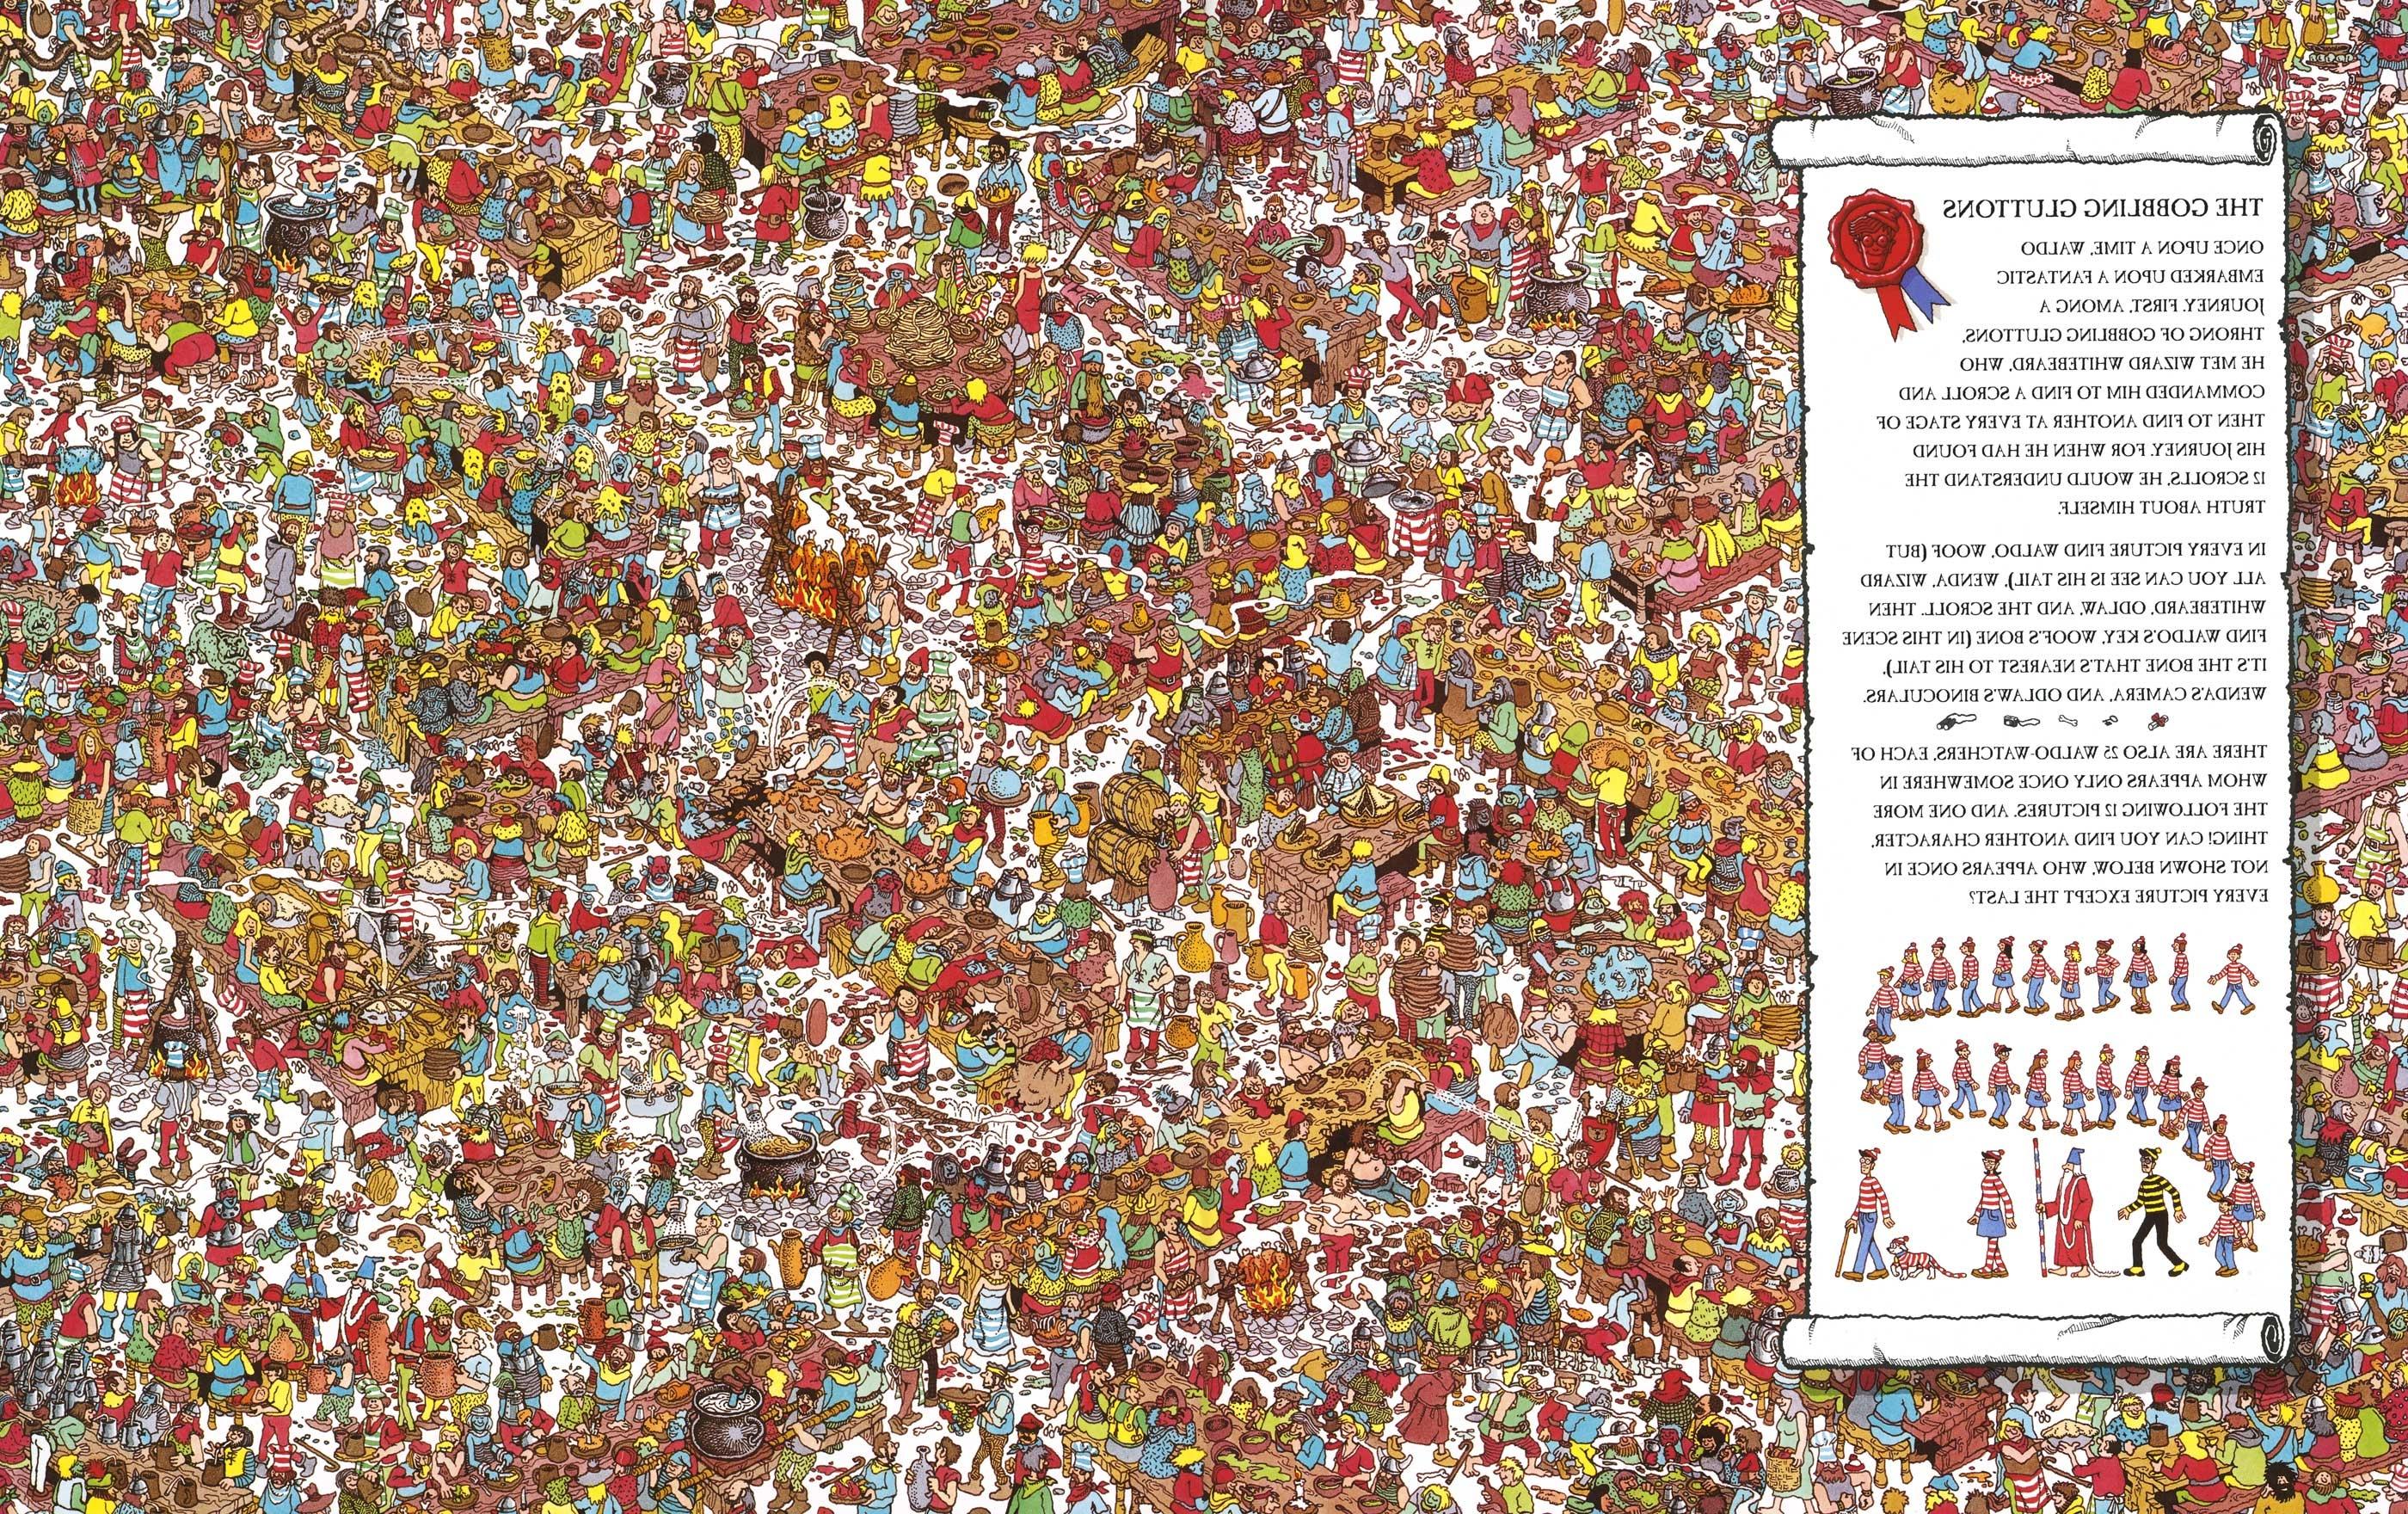 THE GOBBLING GLUTTONS
ONCE UPON A TIME, WALDO
EMBARKED UPON A FANTASTIC
JOURNEY. FIRST, AMONG A
THRONG OF GOBBLING GLUTTONS,
HE MET WIZARD WHITEBEARD, WHO
COMMANDED HIM TO FIND A SCROLL AND
THEN TO FIND ANOTHER AT EVERY STAGE OF
HIS JOURNEY. FOR WHEN HE HAD FOUND
12 SCROLLS, HE WOULD UNDERSTAND THE
TRUTH ABOUT HIMSELF.
IN EVERY PICTURE FIND WALDO, WOOF (BUT
ALL YOU CAN SEE IS HIS TAIL), WENDA, WIZARD
WHITEBEARD, ODLAW, AND THE SCROLL. THEN
FIND WALDO'S KEY, WOOF'S BONE (IN THIS SCENE
IT'S THE BONE THAT'S NEAREST TO HIS TAIL),
WENDA'S CAMERA, AND ODLAW'S BINOCULARS.
THERE ARE ALSO 25 WALDO-WATCHERS, EACH OF
WHOM APPEARS ONLY ONCE SOMEWHERE IN
THE FOLLOWING 12 PICTURES. AND ONE MORE
THING! CAN YOU FIND ANOTHER CHARACTER,
NOT SHOWN BELOW, WHO APPEARS ONCE IN
EVERY PICTURE EXCEPT THE LAST?